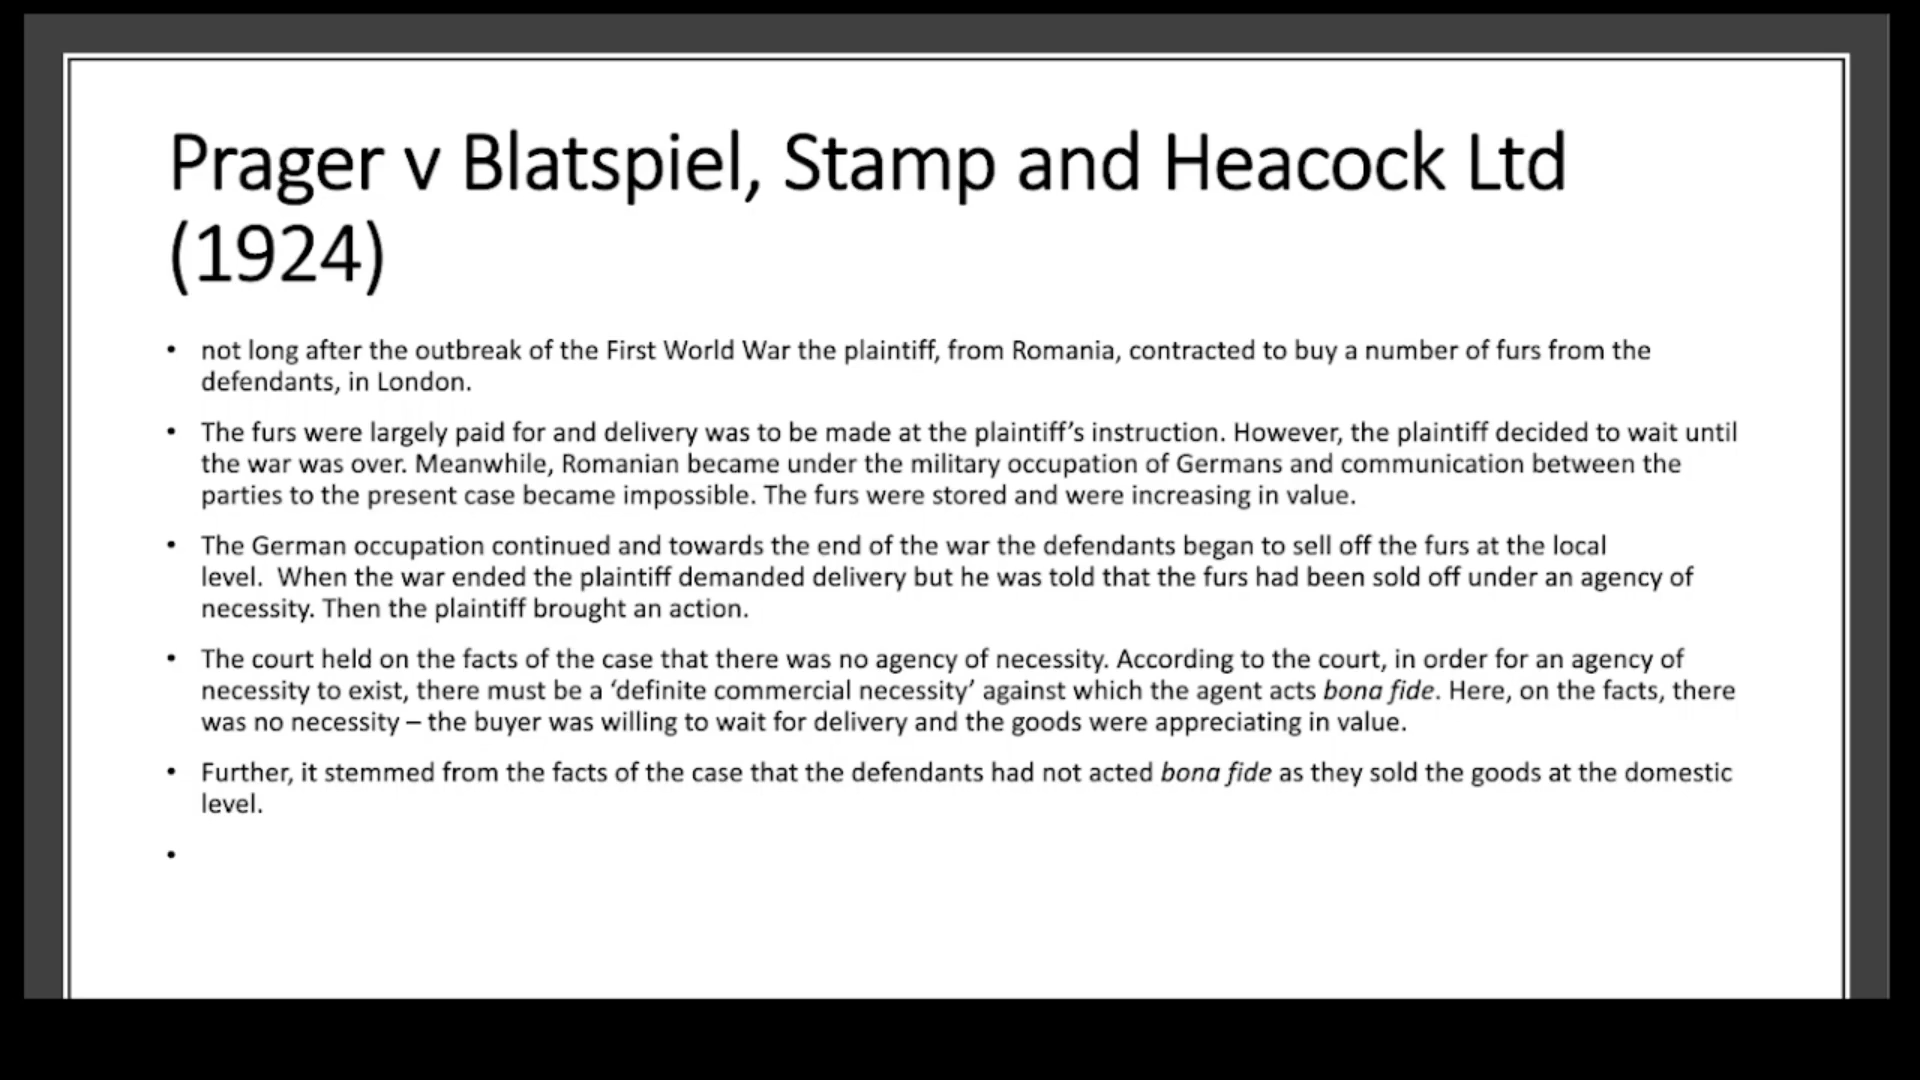 Prager v Blatspiel, Stamp and Heacock Ltd
(1924)
• not long after the outbreak of the First World War the plaintiff, from Romania, contracted to buy a number of furs from the
defendants, in London.
• The furs were largely paid for and delivery was to be made at the plaintiff’s instruction. However, the plaintiff decided to wait until
the war was over. Meanwhile, Romanian became under the military occupation of Germans and communication between the
parties to the present case became impossible. The furs were stored and were increasing in value.
• The German occupation continued and towards the end of the war the defendants began to sell off the furs at the local
level.  When the war ended the plaintiff demanded delivery but he was told that the furs had been sold off under an agency of
necessity. Then the plaintiff brought an action.
• The court held on the facts of the case that there was no agency of necessity. According to the court, in order for an agency of
necessity to exist, there must be a ‘definite commercial necessity’ against which the agent acts bona fide. Here, on the facts, there
was no necessity – the buyer was willing to wait for delivery and the goods were appreciating in value.
• Further, it stemmed from the facts of the case that the defendants had not acted bona fide as they sold the goods at the domestic
level.
•